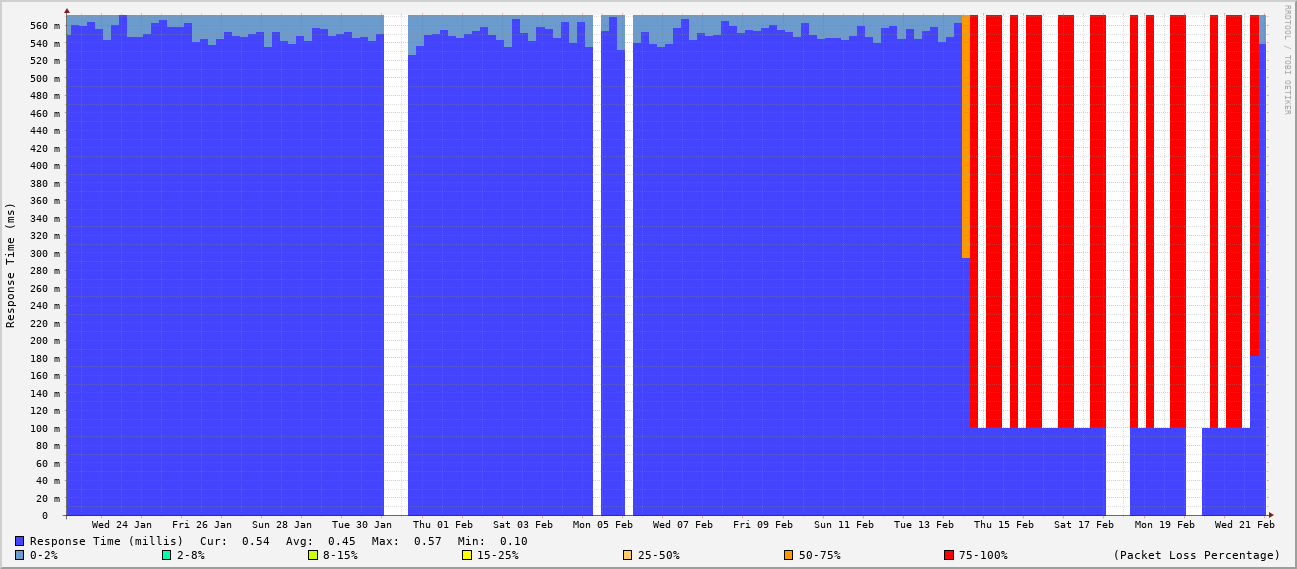 RRDTOOL / TOBI OETIKER
Response Time (ms)
560 m
540 m
520 m
500 m
480 m
460 m
440 m
420 m
400 m
380 m
360 m
340 m
320 m
300 m
280 m
260 m
240 m
220 m
200 m
180 m
160 m
140 m
120 m
100 m
80 m
60 m
40 m
20 m
0
Wed 24 Jan Fri 26 Jan Sun 28 Jan Tue 30 Jan Thu 01 Feb Sat 03 Feb Mon 05 Feb Wed 07 Feb Fri 09 Feb Sun 11 Feb Tue 13 Feb Thu 15 Feb Sat 17 Feb Mon 19 Feb Wed 21 Feb
Response Time (millis) Cur: 0.54 Avg: 0.45 Max: 0.57 Min: 0.10
0-2% 2-8% 8-15% 15-25% 25-50% 50-75% 75-100% (Packet Loss Percentage)